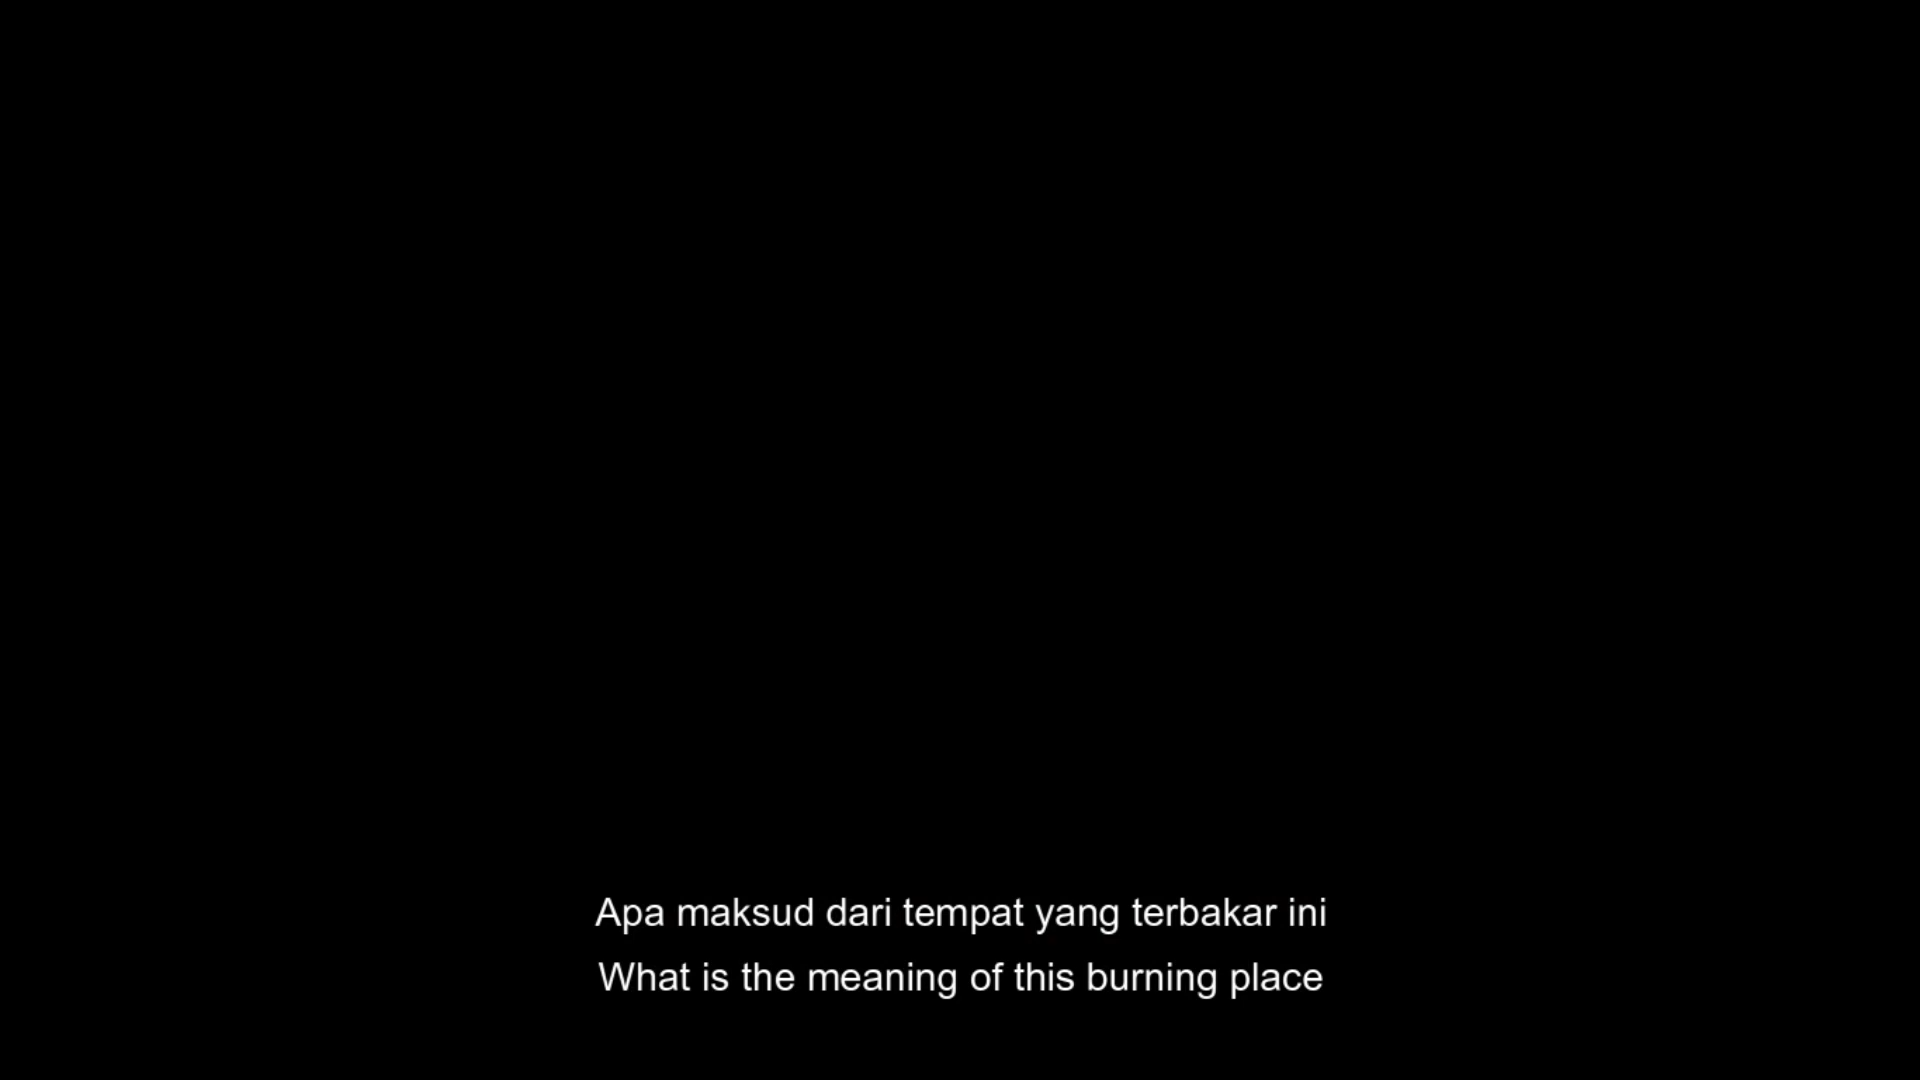 Apa maksud dari tempat yang terbakar ini
What is the meaning of this burning place